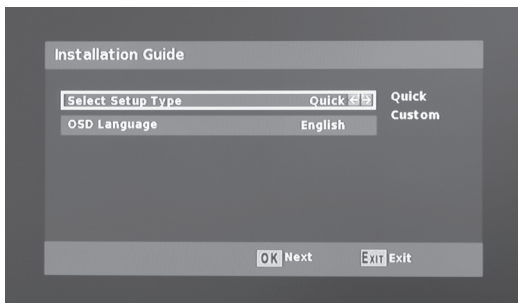 Installation Guide
Select Setup Type Quick Quick
Custom
OSD Language English
OK Next EXIT Exit